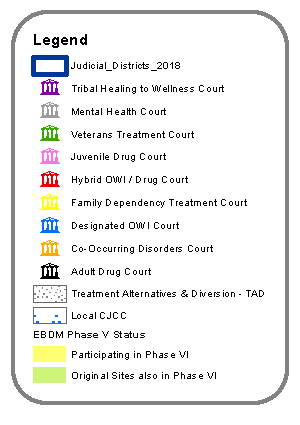 Legend
Judicial_Districts_2018
Tribal Healing to Wellness Court
Mental Health Court
Veterans Treatment Court
Juvenile Drug Court
Hybrid OWI / Drug Court
Family Dependency Treatment Court
Designated OWI Court
Co-Occurring Disorders Court
Adult Drug Court
Treatment Alternatives & Diversion - TAD
Local CJCC
EBDM Phase V Status
Participating in Phase VI
Original Sites also in Phase VI